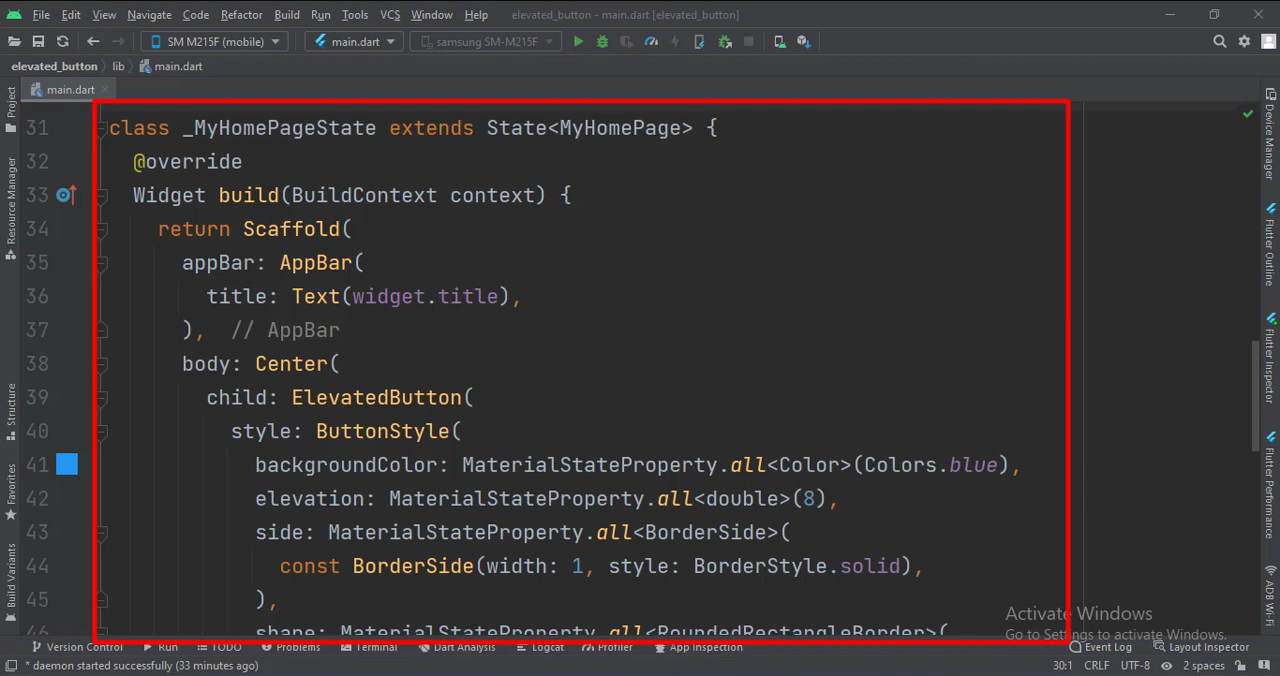 File Edit View Navigate Code Refactor Build Run Tools VCS Window Help elevated_button - main.dart [elevated_button]
SM M215F (mobile) main.dart samsung SM-M215F
elevated_button lib main.dart
main.dart
Project
Resource Manager
Structure
Favorites
Build Variants
31 class _MyHomePageState extends State<MyHomePage> {
32 @override
33 Widget build(BuildContext context) {
34 return Scaffold(
35 appBar: AppBar(
36 title: Text(widget.title),
37 ), // AppBar
38 body: Center(
39 child: ElevatedButton(
40 style: ButtonStyle(
41 backgroundColor: MaterialStateProperty.all<Color>(Colors.blue),
42 elevation: MaterialStateProperty.all<double>(8),
43 side: MaterialStateProperty.all<BorderSide>(
44 const BorderSide(width: 1, style: BorderStyle.solid),
45 ),
46 shape: MaterialStateProperty.all<RoundedRectangleBorder>(
Device Manager
Flutter Outline
Flutter Inspector
Flutter Performance
ADB Wi-Fi
Activate Windows
Go to Settings to activate Windows.
Version Control Run TODO Problems Terminal Dart Analysis Logcat Profiler App Inspection Event Log Layout Inspector
* daemon started successfully (33 minutes ago) 30:1 CRLF UTF-8 2 spaces